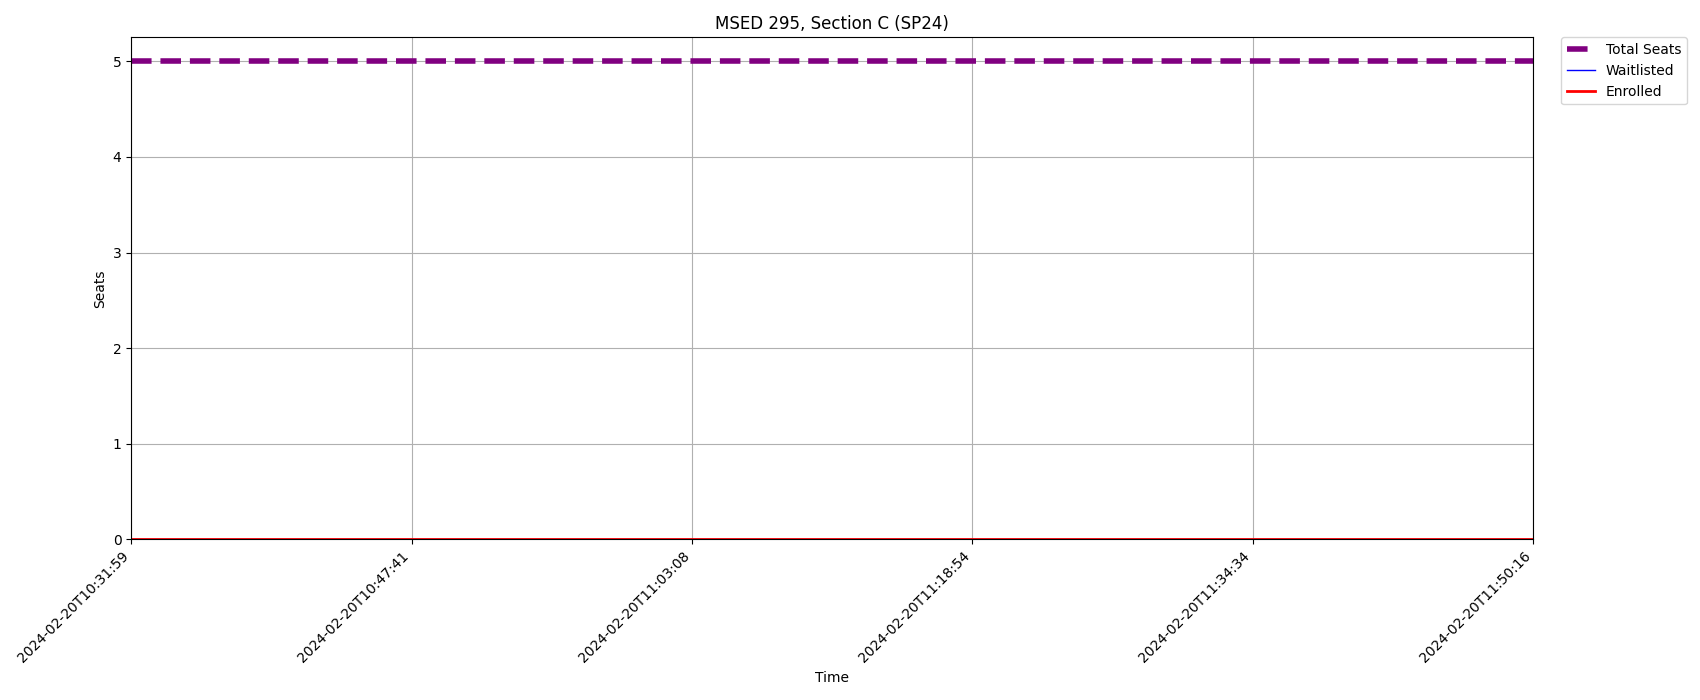 MSED 295, Section C (SP24)
Total Seats
Waitlisted
Enrolled
5
4
3
2
1
0
Seats
2024-02-20T10:31:59
2024-02-20T10:47:41
2024-02-20T11:03:08
2024-02-20T11:18:54
2024-02-20T11:34:34
2024-02-20T11:50:16
Time